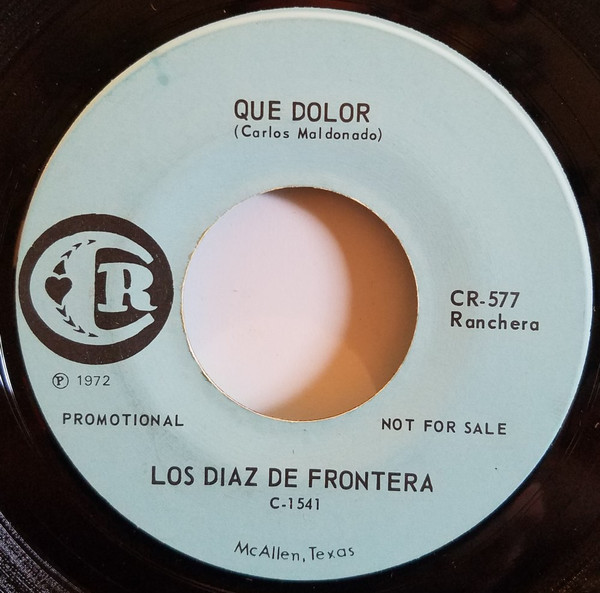 QUE DOLOR
(Carlos Maldonado)
CR
CR-577
Ranchera
Ⓟ 1972
PROMOTIONAL
NOT FOR SALE
LOS DIAZ DE FRONTERA
C-1541
McAllen, Texas